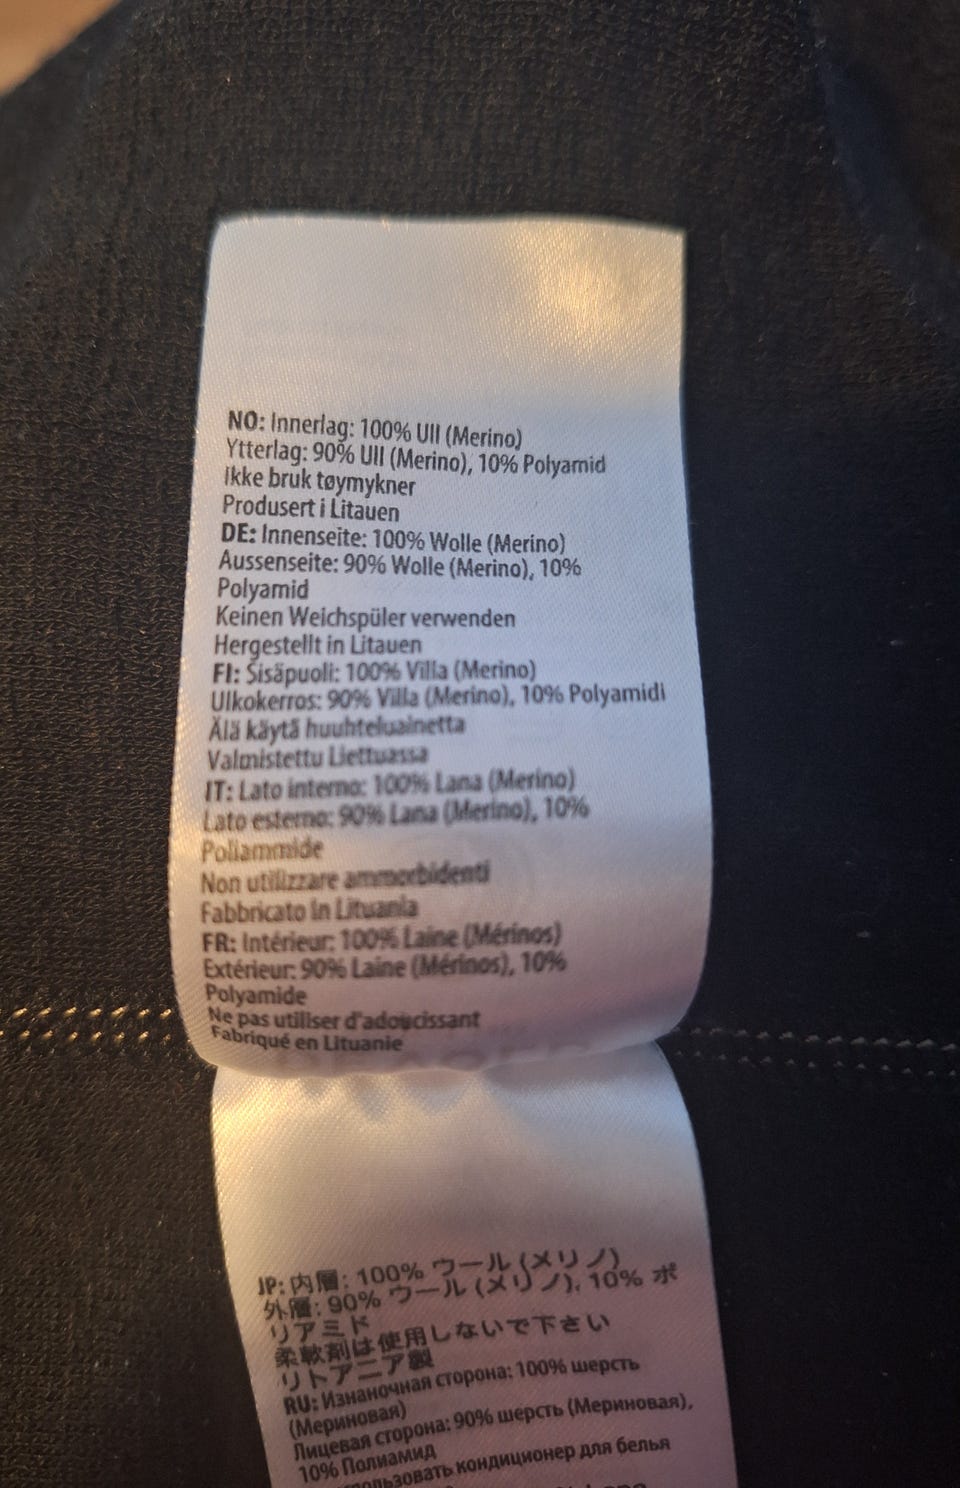 NO: Innerlag: 100% Ull (Merino)
Ytterlag: 90% Ull (Merino), 10% Polyamid
Ikke bruk tøymykner
Produsert i Litauen
DE: Innenseite: 100% Wolle (Merino)
Aussenseite: 90% Wolle (Merino), 10%
Polyamid
Keinen Weichspüler verwenden
Hergestellt in Litauen
FI: Sisäpuoli: 100% Villa (Merino)
Ulkokerros: 90% Villa (Merino), 10% Polyamidi
Älä käytä huuhteluainetta
Valmistettu Liettuassa
IT: Lato interno: 100% Lana (Merino)
Lato esterno: 90% Lana (Merino), 10%
Poliammide
Non utilizzare ammorbidenti
Fabbricato in Lituania
FR: Intérieur: 100% Laine (Mérinos)
Extérieur: 90% Laine (Mérinos), 10%
Polyamide
Ne pas utiliser d'adoucissant
Fabriqué en Lituanie
JP: 内層: 100% ウール (メリノ)
外層: 90% ウール (メリノ), 10% ポ
リアミド
柔軟剤は使用しないで下さい
リトアニア製
RU: Изнаночная сторона: 100% шерсть
(Мериновая)
Лицевая сторона: 90% шерсть (Мериновая),
10% Полиамид
кондиционер для белья